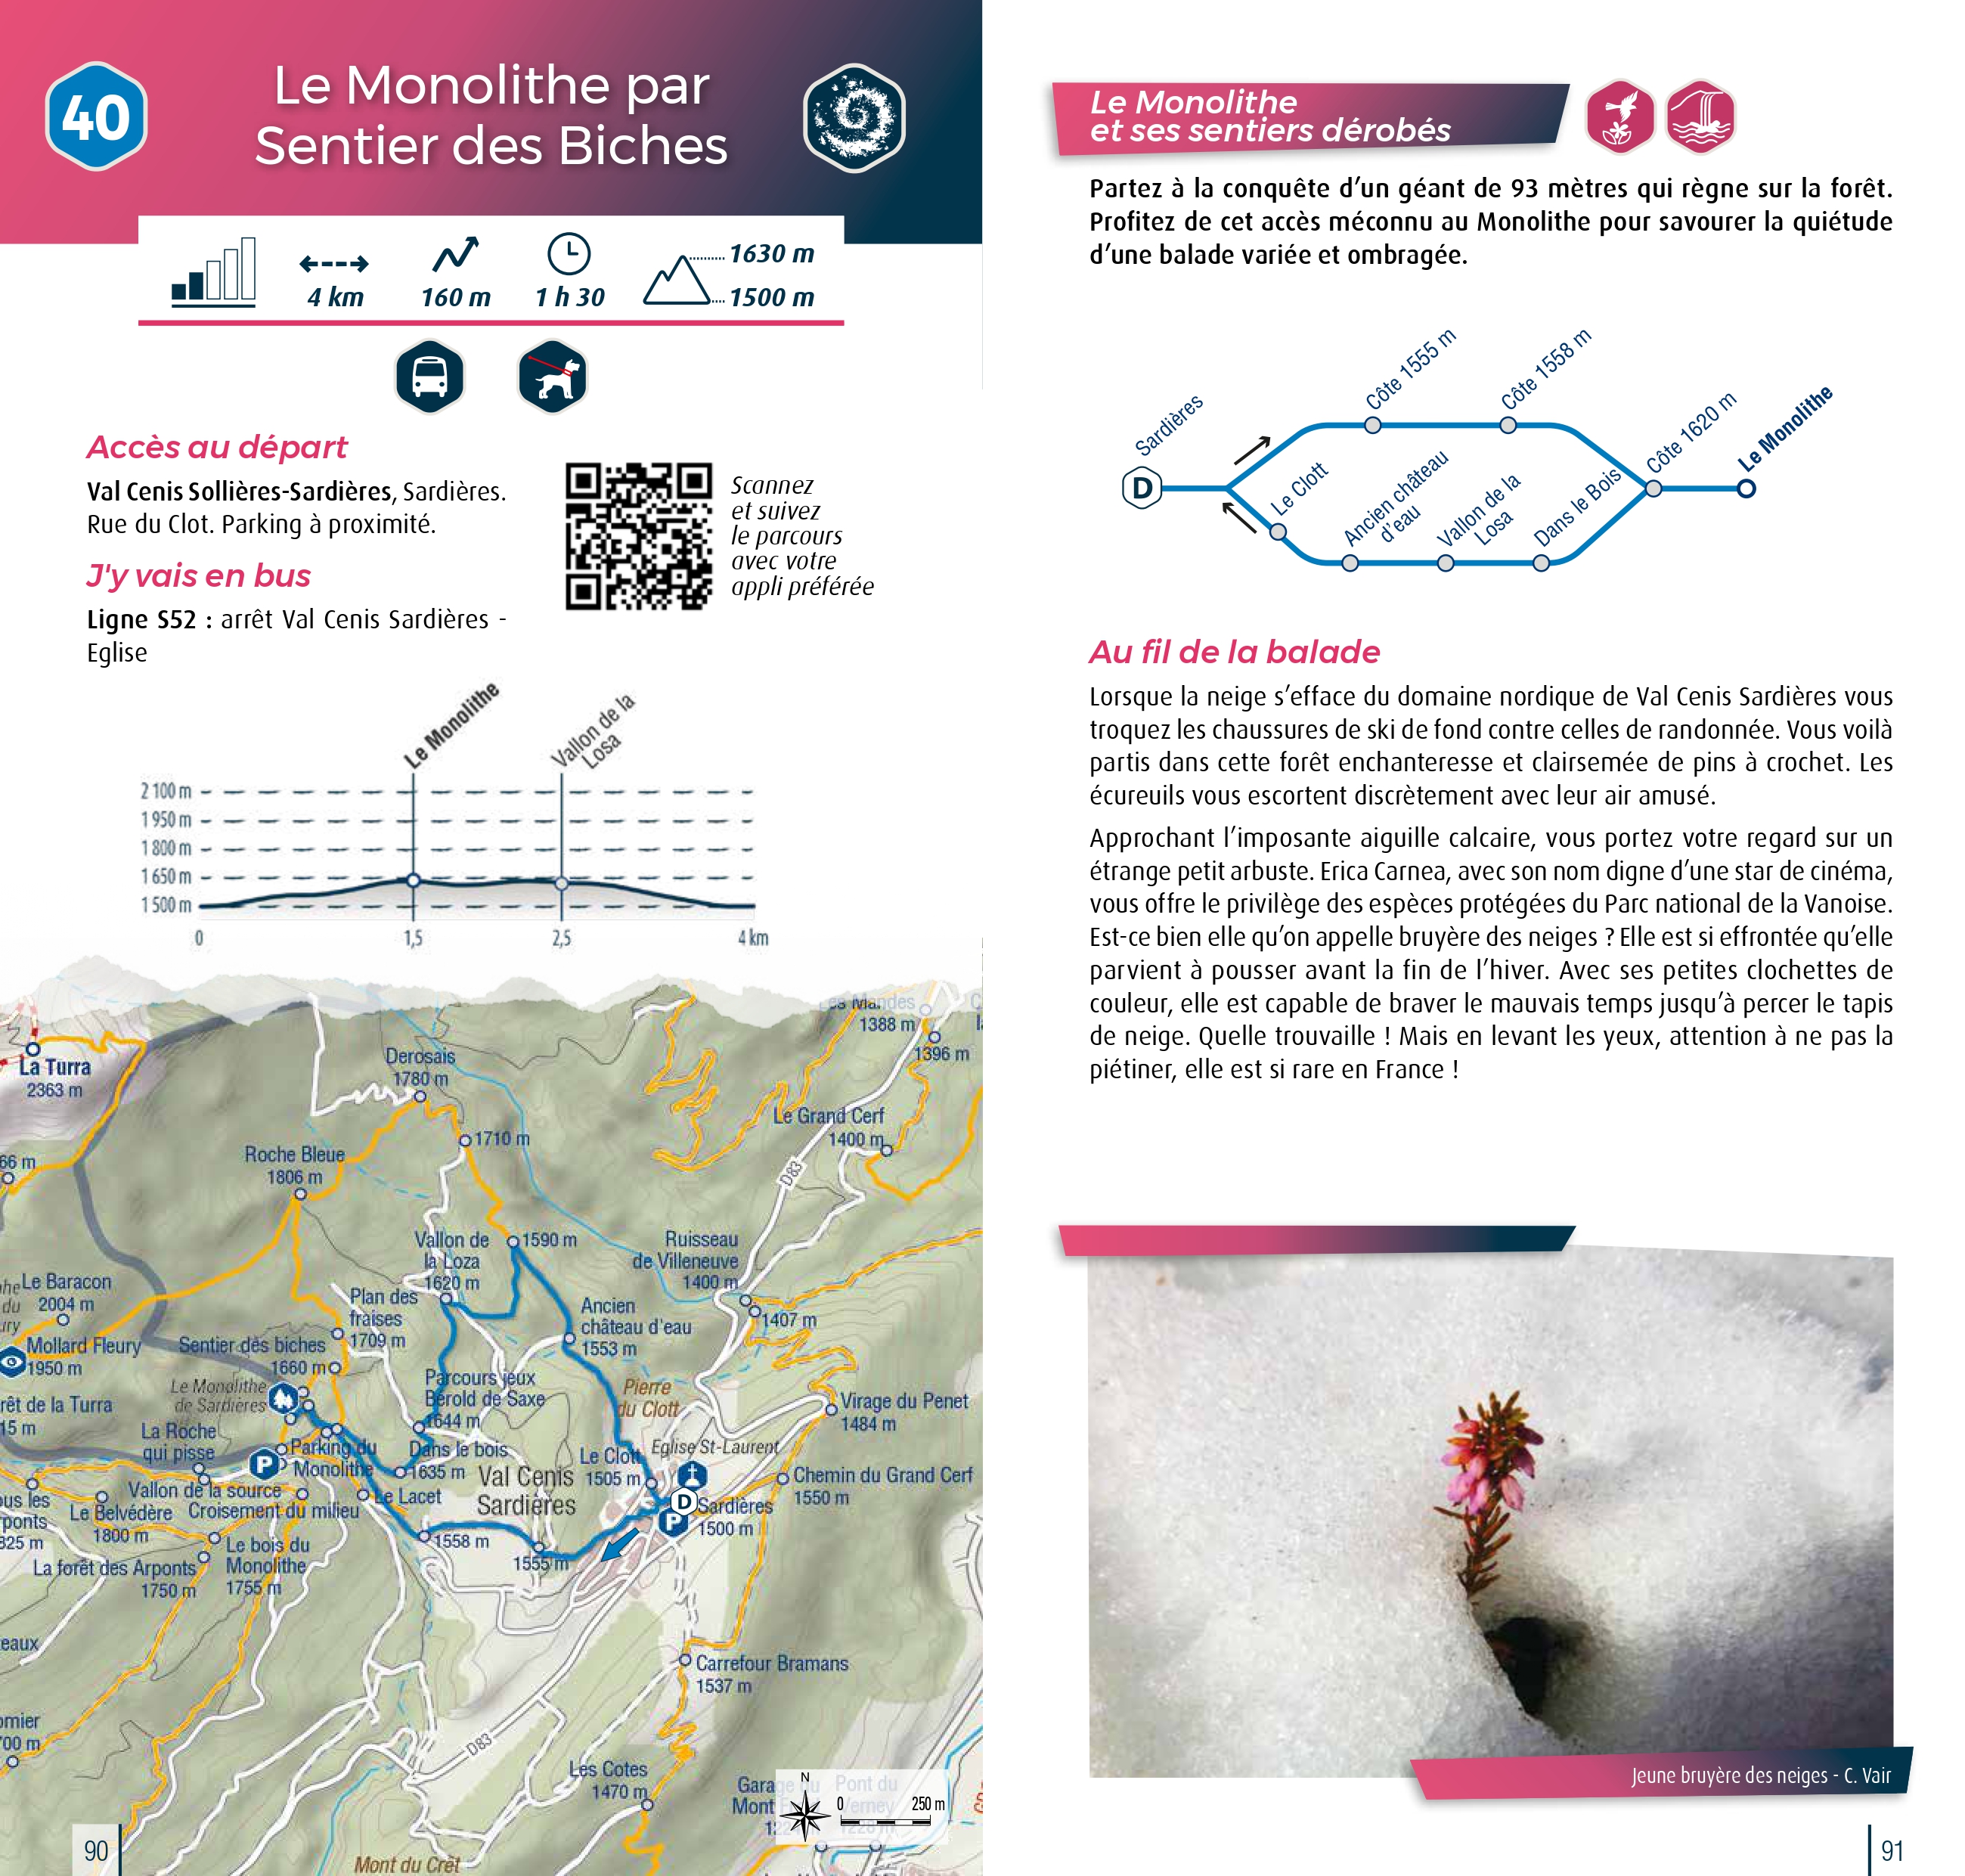 40
Le Monolithe par
Sentier des Biches
4 km
160 m
1 h 30
1630 m
1500 m
Accès au départ
Val Cenis Sollières-Sardières, Sardières.
Rue du Clot. Parking à proximité.
J'y vais en bus
Ligne S52 : arrêt Val Cenis Sardières -
Eglise
Scannez
et suivez
le parcours
avec votre
appli préférée
Le Monolithe
Vallon de la
Losa
2 100 m
1 950 m
1 800 m
1 650 m
1 500 m
0
1,5
2,5
4 km
1388 m
1396 m
La Turra
2363 m
Derosais
1780 m
1710 m
Le Grand Cerf
1400 m
D83
66 m
Roche Bleue
1806 m
Vallon de
la Loza
1620 m
1590 m
Ruisseau
de Villeneuve
1400 m
1407 m
Le Baracon
2004 m
du
Plan des
fraises
1709 m
Ancien
château d'eau
1553 m
Mollard Fleury
1950 m
Sentier des biches
1660 m
Le Monolithe
de Sardières
Parcours jeux
Bérold de Saxe
1644 m
Pierre
du Clott
Virage du Penet
1484 m
rêt de la Turra
15 m
La Roche
qui pisse
P
Parking du
Monolithe
Dans le bois
1635 m
Val Cenis
Sardières
Le Clott
1505 m
Eglise St-Laurent
Chemin du Grand Cerf
1550 m
Vallon de la source
Le Lacet
D
P
Sardières
1500 m
ous les
rponts
825 m
Le Belvédère
1800 m
Croisement du milieu
1558 m
1555 m
Le bois du
Monolithe
1755 m
La forêt des Arponts
1750 m
eaux
Carrefour Bramans
1537 m
omier
700 m
D83
Les Cotes
1470 m
Garage du
Mont
Pont du
Verney
N
0
250 m
Mont du Crêt
90
Le Monolithe
et ses sentiers dérobés
Partez à la conquête d’un géant de 93 mètres qui règne sur la forêt.
Profitez de cet accès méconnu au Monolithe pour savourer la quiétude
d’une balade variée et ombragée.
D
Sardières
Côte 1555 m
Côte 1558 m
Côte 1620 m
Le Monolithe
Le Clott
Ancien château
d’eau
Vallon de la
Losa
Dans le Bois
Au fil de la balade
Lorsque la neige s’efface du domaine nordique de Val Cenis Sardières vous
troquez les chaussures de ski de fond contre celles de randonnée. Vous voilà
partis dans cette forêt enchanteresse et clairsemée de pins à crochet. Les
écureuils vous escortent discrètement avec leur air amusé.
Approchant l’imposante aiguille calcaire, vous portez votre regard sur un
étrange petit arbuste. Erica Carnea, avec son nom digne d’une star de cinéma,
vous offre le privilège des espèces protégées du Parc national de la Vanoise.
Est-ce bien elle qu’on appelle bruyère des neiges ? Elle est si effrontée qu’elle
parvient à pousser avant la fin de l’hiver. Avec ses petites clochettes de
couleur, elle est capable de braver le mauvais temps jusqu’à percer le tapis
de neige. Quelle trouvaille ! Mais en levant les yeux, attention à ne pas la
piétiner, elle est si rare en France !
Jeune bruyère des neiges - C. Vair
91